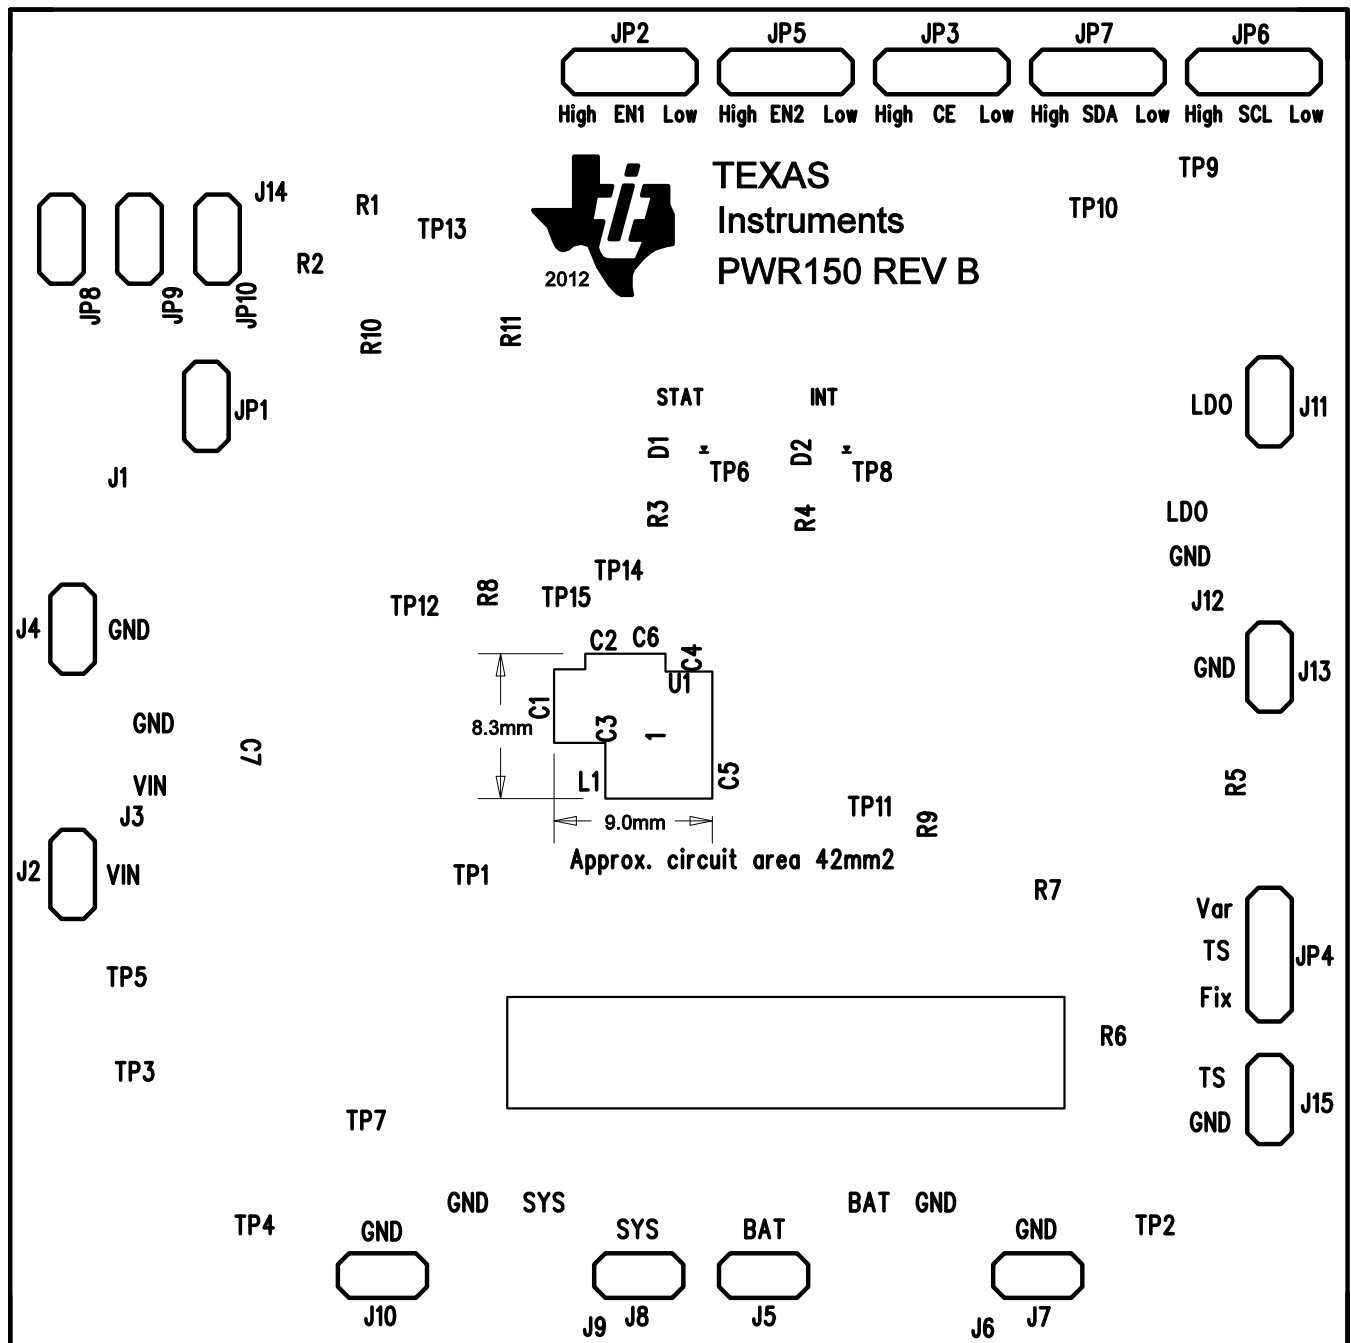 JP2 JP5 JP3 JP7 JP6
High EN1 Low High EN2 Low High CE Low High SDA Low High SCL Low
TEXAS
Instruments
PWR150 REV B
2012
TP9
TP10
J14
R1
TP13
R2
JP8 JP9 JP10
R10 R11
JP1
STAT INT
LDO J11
D1 TP6 D2 TP8
J1
R3 R4
LDO
GND
J12
TP14
TP15
R8
TP12
J4 GND
C2 C6 C4
U1
GND J13
C1
C3
1
8.3mm
GND
C7
VIN
J3
L1
C5
R5
9.0mm
TP11
R9
Approx. circuit area 42mm2
J2 VIN
TP1
R7
Var
TS JP4
Fix
TP5
R6
TP3
TS
GND J15
TP7
GND SYS BAT GND
TP4 GND SYS BAT GND TP2
J10 J9 J8 J5 J6 J7